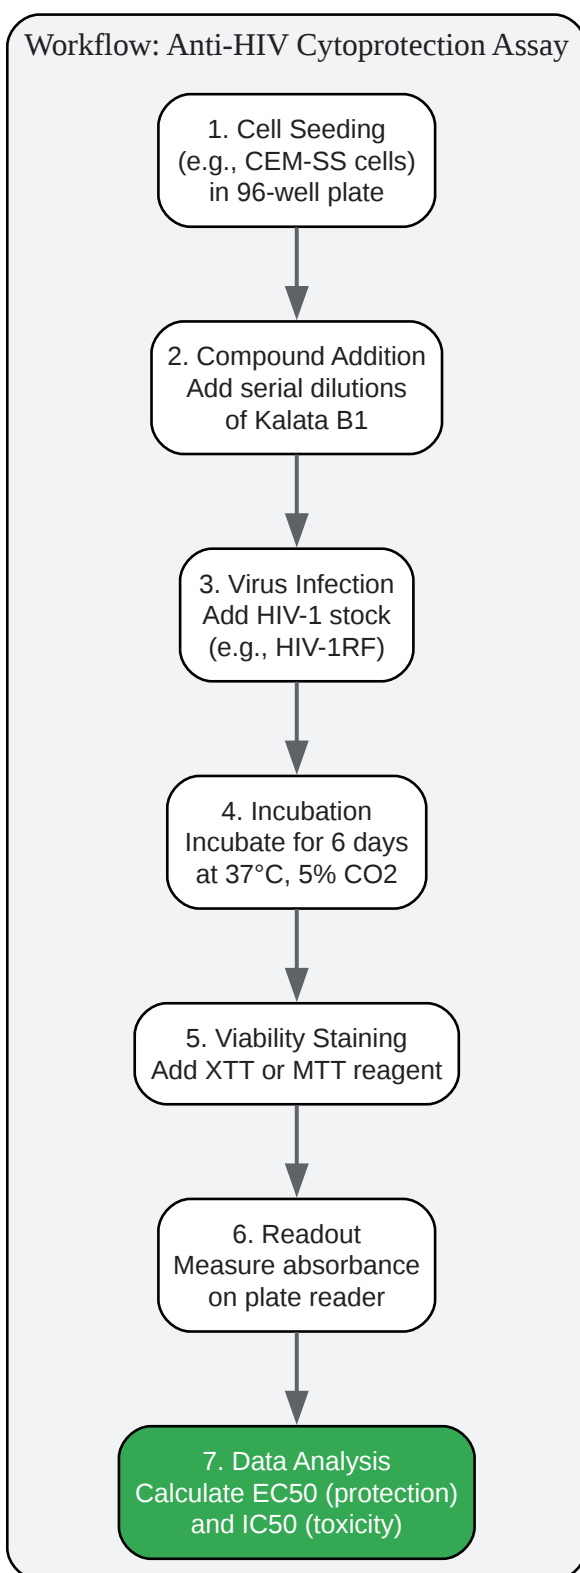 Workflow: Anti-HIV Cytoprotection Assay
1. Cell Seeding
(e.g., CEM-SS cells)
in 96-well plate
2. Compound Addition
Add serial dilutions
of Kalata B1
3. Virus Infection
Add HIV-1 stock
(e.g., HIV-1RF)
4. Incubation
Incubate for 6 days
at 37°C, 5% CO2
5. Viability Staining
Add XTT or MTT reagent
6. Readout
Measure absorbance
on plate reader
7. Data Analysis
Calculate EC50 (protection)
and IC50 (toxicity)